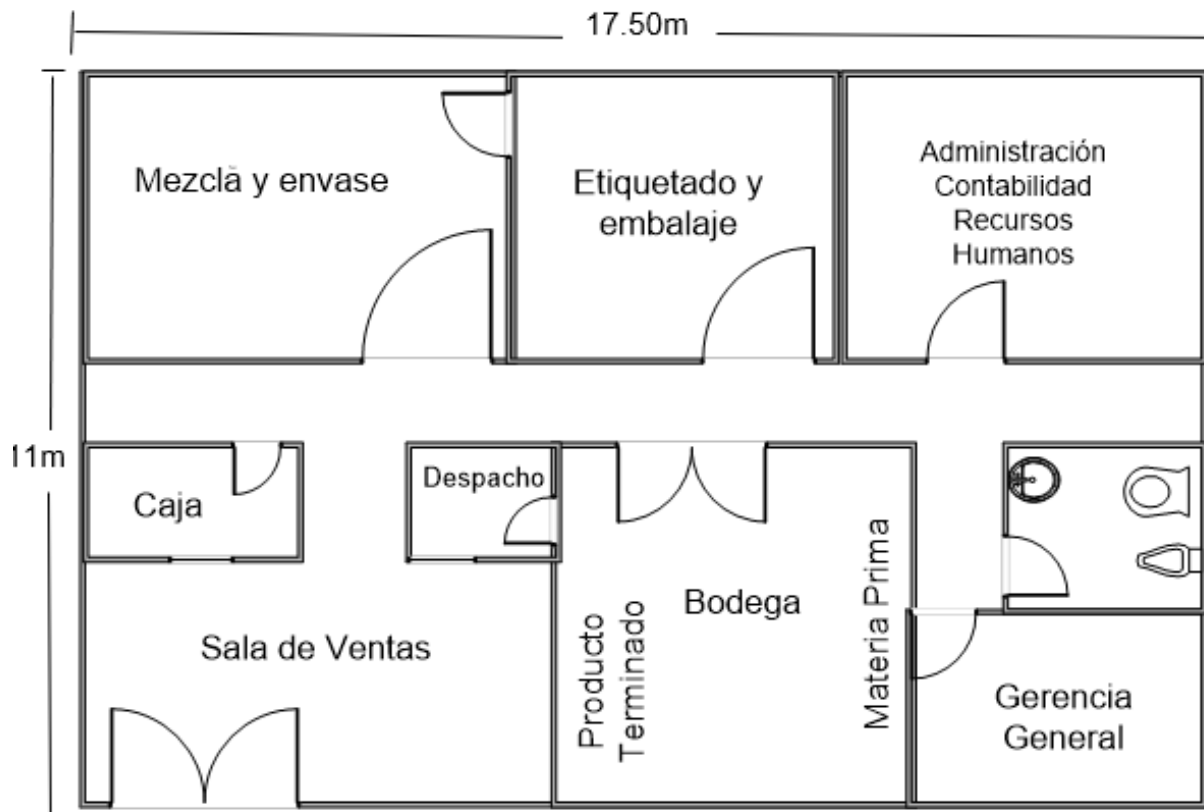 17.50m
Mezcla y envase
Etiquetado y
embalaje
Administración
Contabilidad
Recursos
Humanos
11m
Caja
Despacho
Sala de Ventas
Producto
Terminado
Bodega
Materia Prima
Gerencia
General